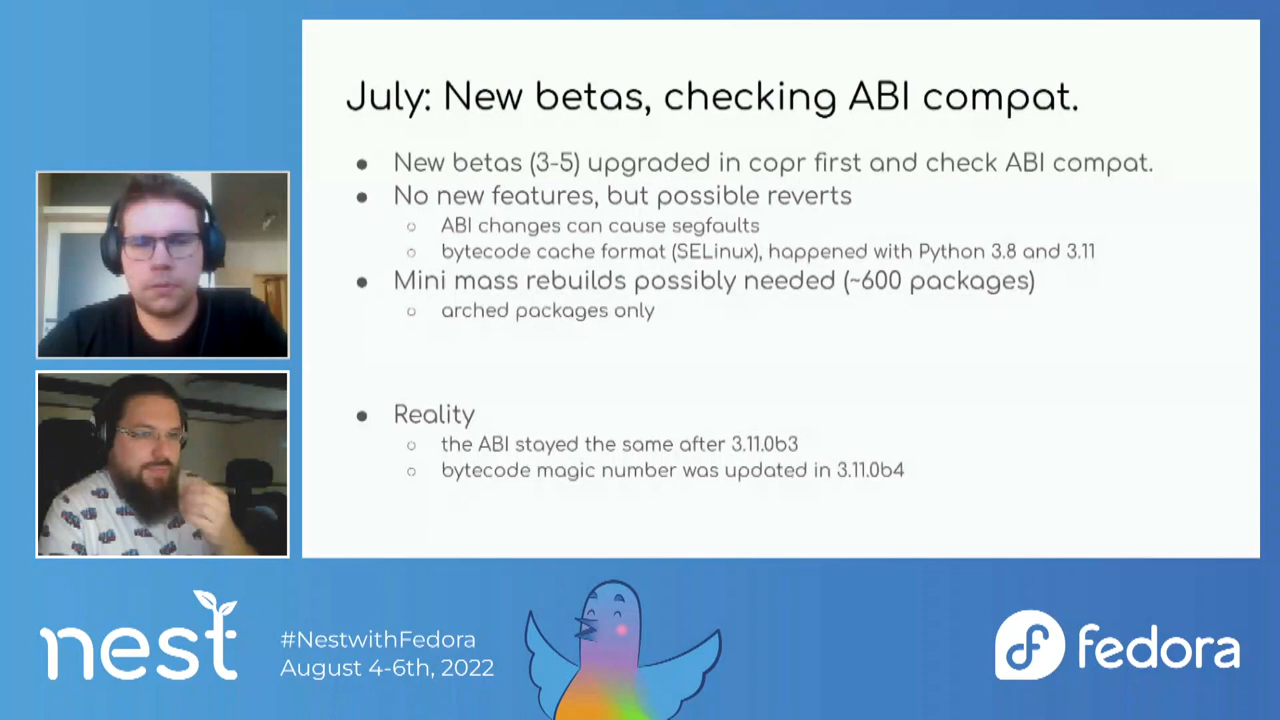 July: New betas, checking ABI compat.
● New betas (3-5) upgraded in copr first and check ABI compat.
● No new features, but possible reverts
○ ABI changes can cause segfaults
○ bytecode cache format (SELinux), happened with Python 3.8 and 3.11
● Mini mass rebuilds possibly needed (~600 packages)
○ arched packages only
● Reality
○ the ABI stayed the same after 3.11.0b3
○ bytecode magic number was updated in 3.11.0b4
nest
#NestwithFedora
August 4-6th, 2022
fedora